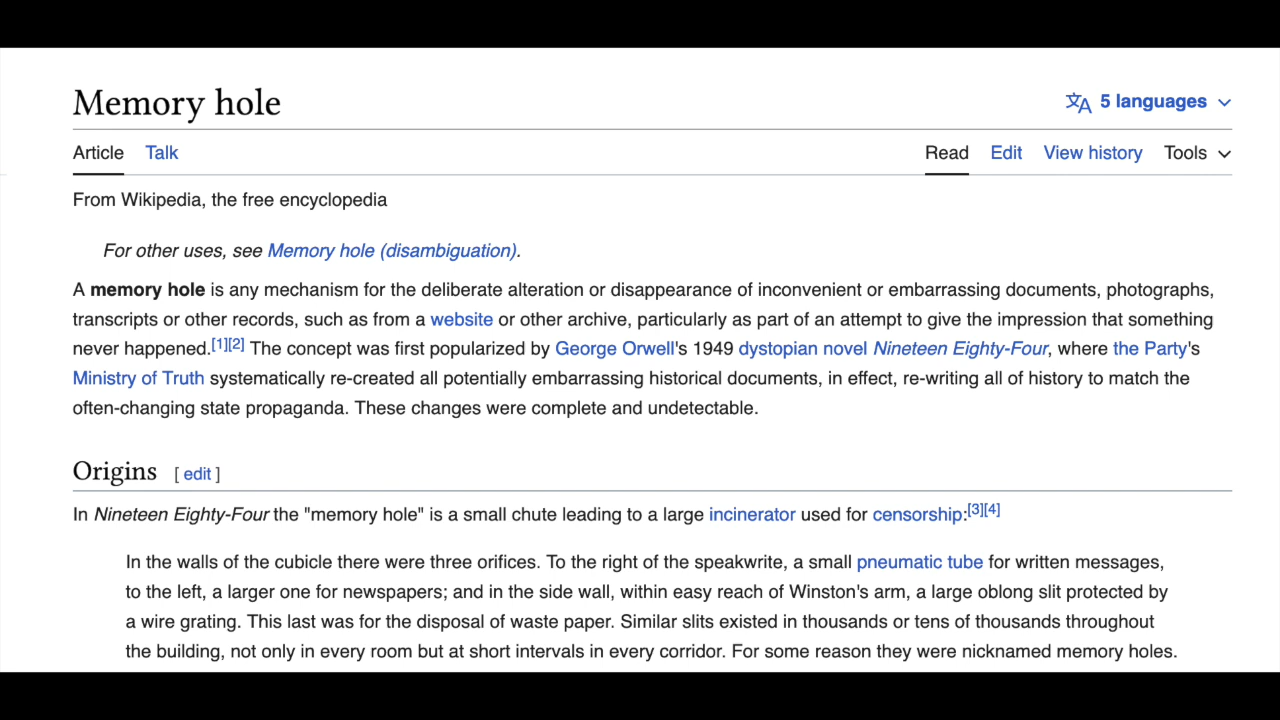 Memory hole
5 languages
Article Talk Read Edit View history Tools
From Wikipedia, the free encyclopedia
For other uses, see Memory hole (disambiguation).
A memory hole is any mechanism for the deliberate alteration or disappearance of inconvenient or embarrassing documents, photographs,
transcripts or other records, such as from a website or other archive, particularly as part of an attempt to give the impression that something
never happened.[1][2] The concept was first popularized by George Orwell's 1949 dystopian novel Nineteen Eighty-Four, where the Party's
Ministry of Truth systematically re-created all potentially embarrassing historical documents, in effect, re-writing all of history to match the
often-changing state propaganda. These changes were complete and undetectable.
Origins [ edit ]
In Nineteen Eighty-Four the "memory hole" is a small chute leading to a large incinerator used for censorship:[3][4]
In the walls of the cubicle there were three orifices. To the right of the speakwrite, a small pneumatic tube for written messages,
to the left, a larger one for newspapers; and in the side wall, within easy reach of Winston's arm, a large oblong slit protected by
a wire grating. This last was for the disposal of waste paper. Similar slits existed in thousands or tens of thousands throughout
the building, not only in every room but at short intervals in every corridor. For some reason they were nicknamed memory holes.